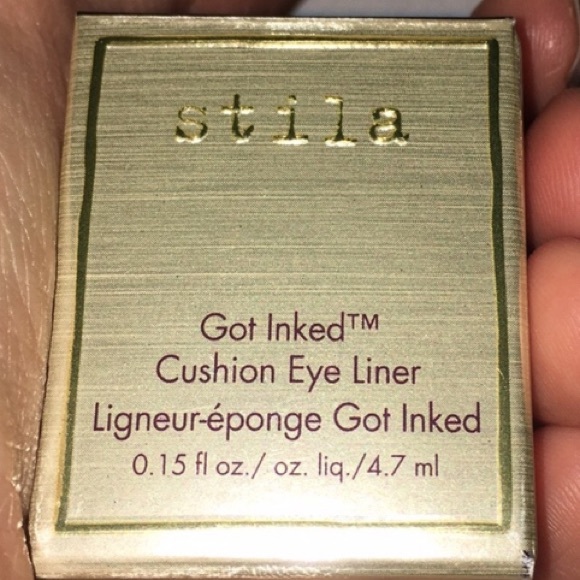 stila
Got Inked™
Cushion Eye Liner
Ligneur-éponge Got Inked
0.15 fl oz./ oz. liq./4.7 ml